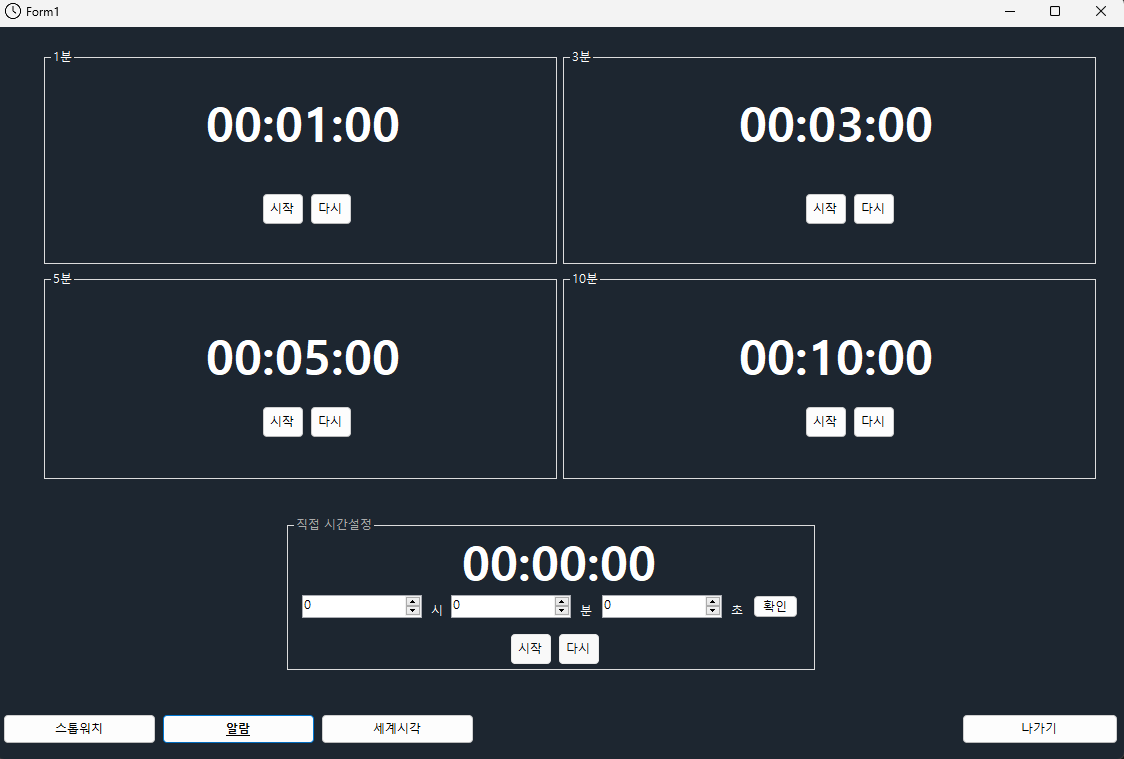 Form1
1분
3분
00:01:00
00:03:00
시작 다시
시작 다시
5분
10분
00:05:00
00:10:00
시작 다시
시작 다시
직접 시간설정
00:00:00
0 시 0 분 0 초 확인
시작 다시
스톱워치 알람 세계시각 나가기